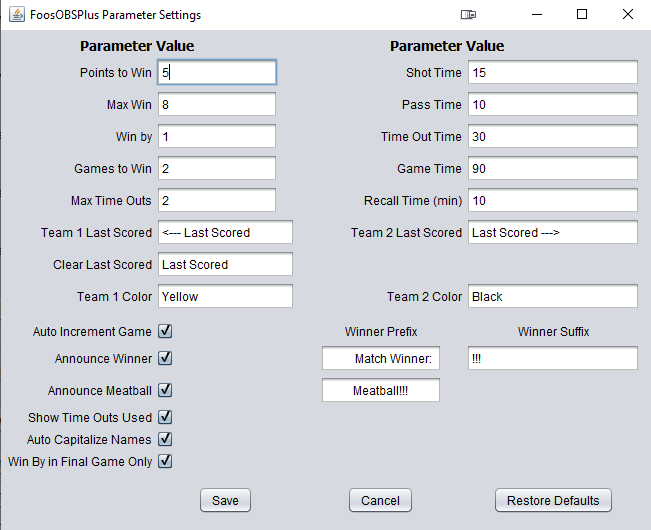 FoosOBSPlus Parameter Settings
Parameter Value Parameter Value
Points to Win 5 Shot Time 15
Max Win 8 Pass Time 10
Win by 1 Time Out Time 30
Games to Win 2 Game Time 90
Max Time Outs 2 Recall Time (min) 10
Team 1 Last Scored <--- Last Scored Team 2 Last Scored Last Scored --->
Clear Last Scored Last Scored
Team 1 Color Yellow Team 2 Color Black
Auto Increment Game Winner Prefix Winner Suffix
Announce Winner Match Winner: !!!
Announce Meatball Meatball!!!
Show Time Outs Used
Auto Capitalize Names
Win By in Final Game Only
Save Cancel Restore Defaults